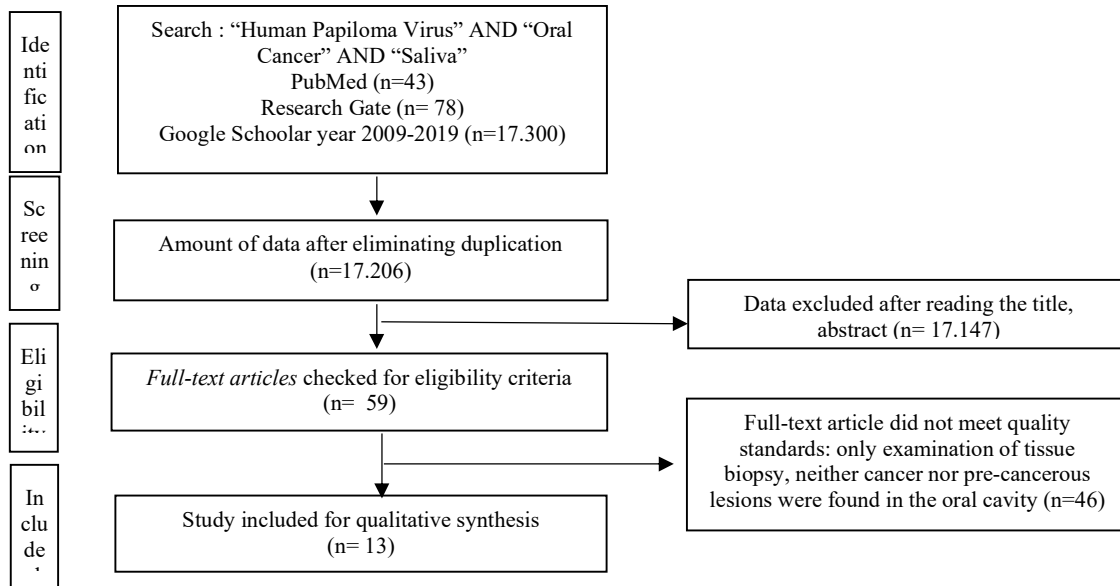 Ide
nti
fic
ati
on
Search : “Human Papiloma Virus” AND “Oral
Cancer” AND “Saliva”
PubMed (n=43)
Research Gate (n= 78)
Google Schoolar year 2009-2019 (n=17.300)
Sc
ree
nin
Amount of data after eliminating duplication
(n=17.206)
Data excluded after reading the title,
abstract (n= 17.147)
Eli
gi
bil
Full-text articles checked for eligibility criteria
(n= 59)
Full-text article did not meet quality
standards: only examination of tissue
biopsy, neither cancer nor pre-cancerous
lesions were found in the oral cavity (n=46)
In
clu
de
Study included for qualitative synthesis
(n= 13)